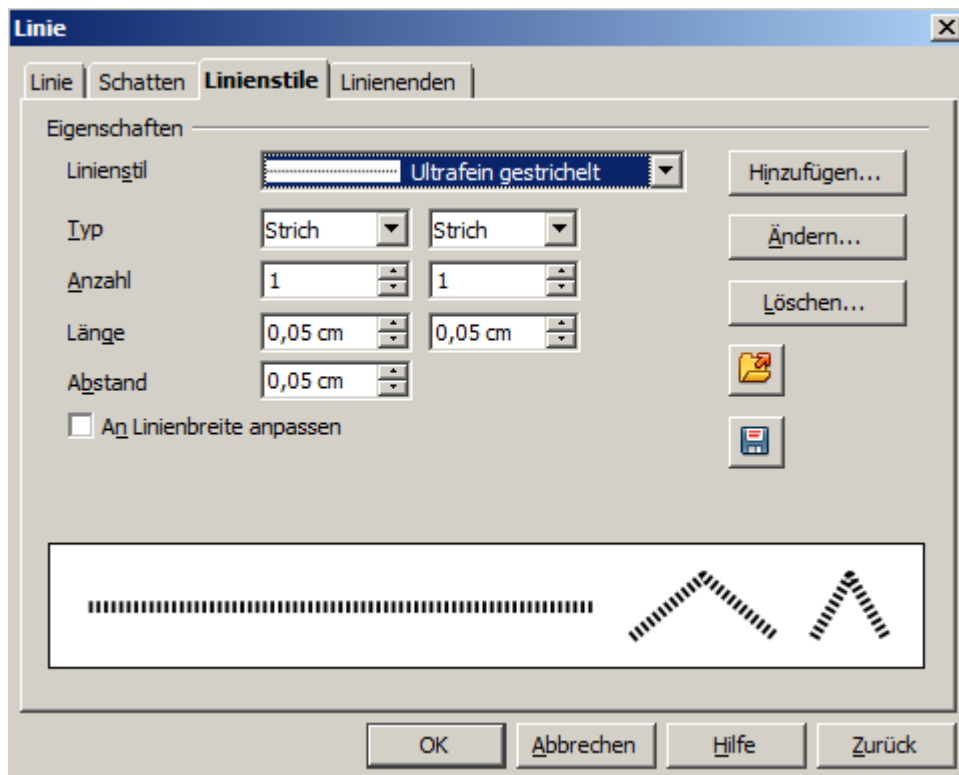 Linie
Linie Schatten Linienstile Linienenden
Eigenschaften
Linienstil Ultrafein gestrichelt Hinzufügen...
Typ Strich Strich Ändern...
Anzahl 1 1
Länge 0,05 cm 0,05 cm Löschen...
Abstand 0,05 cm
An Linienbreite anpassen
OK Abbrechen Hilfe Zurück